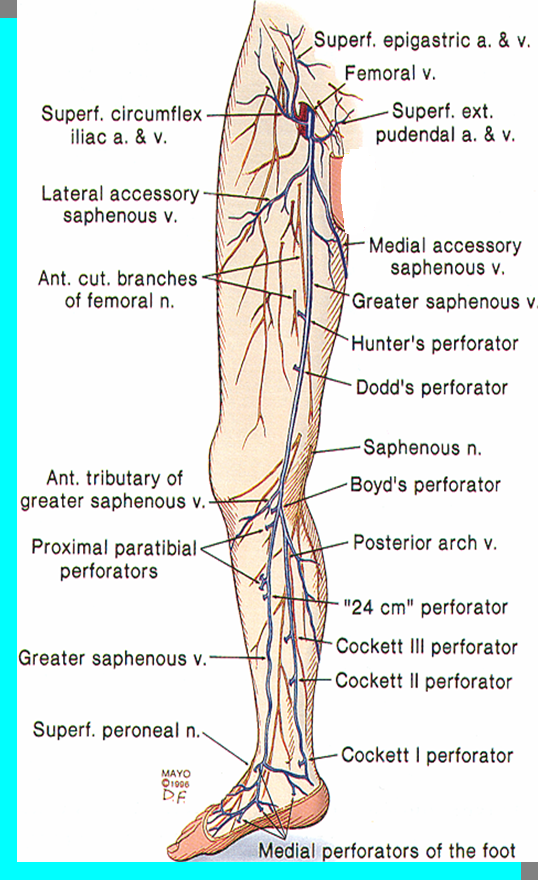 Superf. epigastric a. & v.
Femoral v.
Superf. circumflex
iliac a. & v.
Superf. ext.
pudendal a. & v.
Lateral accessory
saphenous v.
Medial accessory
saphenous v.
Ant. cut. branches
of femoral n.
Greater saphenous v.
Hunter's perforator
Dodd's perforator
Saphenous n.
Ant. tributary of
greater saphenous v.
Boyd's perforator
Proximal paratibial
perforators
Posterior arch v.
"24 cm" perforator
Cockett III perforator
Greater saphenous v.
Cockett II perforator
Superf. peroneal n.
Cockett I perforator
MAYO
©1996
D.F.
Medial perforators of the foot